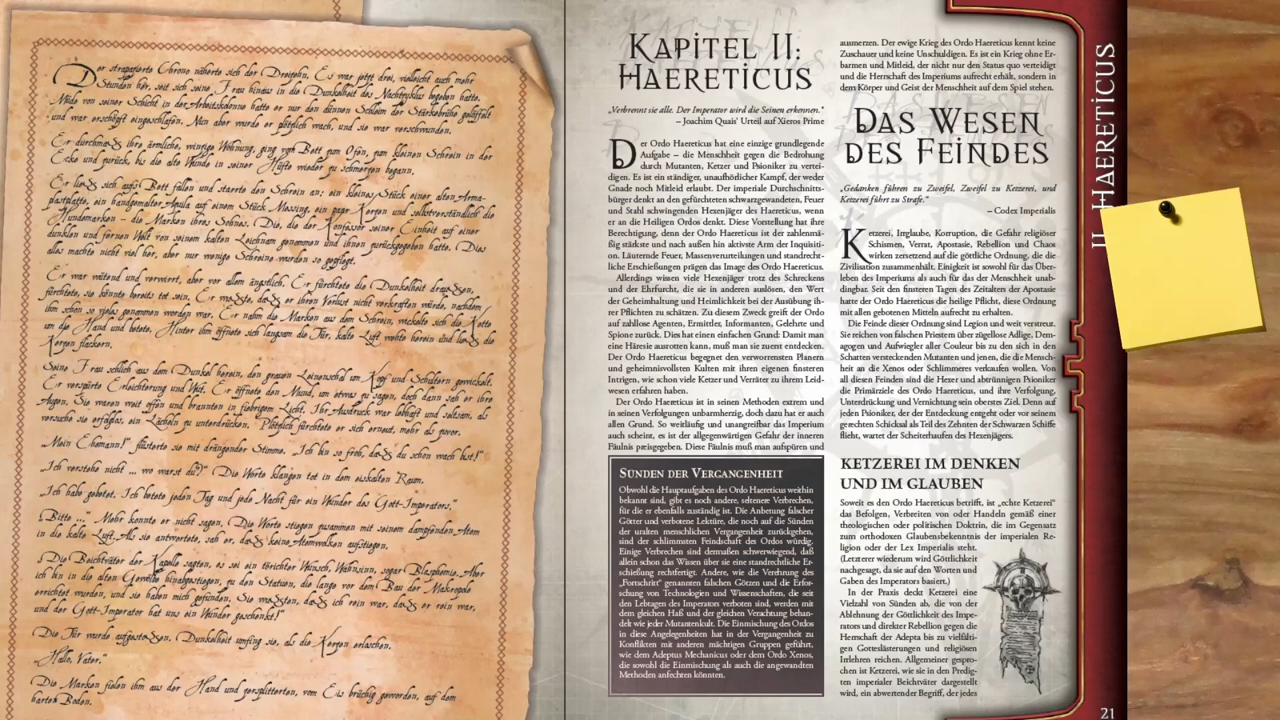 Der strapazierte Chrono näherte sich der Dreizehn. Es war jetzt drei, vielleicht auch mehr
Stunden her, seit sich seine Frau hinaus in die Dunkelheit des Nachtzyklus begeben hatte.
Müde von seiner Schicht in der Arbeitskolonne hatte er nur den dünnen Schleim der Stärkebrühe gelöffelt
und war erschöpft eingeschlafen. Nun aber wurde er plötzlich wach, und sie war verschwunden.
Er durchmaß ihre ärmliche, winzige Wohnung, ging von Bett zum Ofen, zum kleinen Schrein in der
Ecke und zurück, bis die alte Wunde in seiner Hüfte wieder zu schmerzen begann.
Er ließ sich aufs Bett fallen und starrte den Schrein an: ein kleines Stück einer alten Arma-
plastplatte, ein handgemalter Aquila auf einem Stück Messing, ein paar Kerzen und selbstverständlich die
Hundemarken – die Marken ihres Sohnes. Die, die der Konfessor seiner Einheit auf einer
dunklen und fernen Welt von seinem kalten Leichnam genommen und ihnen zurückgegeben hatte. Dies
alles machte nicht viel her, aber nur wenige Schreine wurden so gepflegt.
Er war wütend und verwirrt, aber vor allem ängstlich. Er fürchtete die Dunkelheit draußen,
fürchtete, sie könnte bereits tot sein. Er wusste, daß er ihren Verlust nicht verkraften würde, nachdem
ihm schon so vieles genommen worden war. Er nahm die Marken aus dem Schrein, wickelte sich die Kette
um die Hand und betete. Hinter ihm öffnete sich langsam die Tür, kalte Luft wehte herein und ließ die
Kerzen flackern.
Seine Frau schlich aus dem Dunkel herein, den grauen Leinenschal um Kopf und Schultern gewickelt.
Er verspürte Erleichterung und Wut. Er öffnete den Mund, um etwas zu sagen, doch dann sah er ihre
Augen. Sie waren weit offen und brannten in fiebrigem Licht. Ihr Ausdruck war lebhaft und seltsam, als
versuche sie erfolglos, ein Lächeln zu unterdrücken. Plötzlich fürchtete er sich erneut, mehr als zuvor.
„Mein Ehemann!" flüsterte sie mit drängender Stimme. „Ich bin so froh, daß du schon wach bist!"
„Ich verstehe nicht ... wo warst du?" Die Worte klangen tot in dem eiskalten Raum.
„Ich habe gebetet. Ich betete jeden Tag und jede Nacht für ein Wunder des Gott-Imperators."
„Bitte ..." Mehr konnte er nicht sagen. Die Worte stiegen zusammen mit seinem dampfenden Atem
in die kalte Luft. Als sie antwortete, sah er, daß keine Atemwolken aufstiegen.
„Die Beichtväter der Kapelle sagten, es sei ein törichter Wunsch, Wahnsinn, sogar Blasphemie. Aber
ich bin in die alten Gewölbe hinabgestiegen, zu den Statuen, die lange vor dem Bau der Makropole
errichtet wurden, und sie haben mich gefunden. Sie wußten, daß ich rein war, daß er rein war,
und der Gott-Imperator hat uns ein Wunder geschenkt!"
Die Tür wurde aufgestoßen. Dunkelheit umfing sie, als die Kerzen erloschen.
„Hallo, Vater."
Die Marken fielen ihm aus der Hand und zersplitterten, vom Eis brüchig geworden, auf dem
harten Boden.
KAPITEL II:
HAERETICUS
„Verbrennt sie alle. Der Imperator wird die Seinen erkennen."
– Joachim Quais' Urteil auf Xieros Prime
Der Ordo Haereticus hat eine einzige grundlegende
Aufgabe – die Menschheit gegen die Bedrohung
durch Mutanten, Ketzer und Psioniker zu vertei-
digen. Es ist ein ständiger, unaufhörlicher Kampf, der weder
Gnade noch Mitleid erlaubt. Der imperiale Durchschnitts-
bürger denkt an den gefürchteten schwarzgewandeten, Feuer
und Stahl schwingenden Hexenjäger des Haereticus, wenn
er an die Heiligen Ordos denkt. Diese Vorstellung hat ihre
Berechtigung, denn der Ordo Haereticus ist der zahlenmä-
ßig stärkste und nach außen hin aktivste Arm der Inquisiti-
on. Läuternde Feuer, Massenverurteilungen und standrecht-
liche Erschießungen prägen das Image des Ordo Haereticus.
Allerdings wissen viele Hexenjäger trotz des Schreckens
und der Ehrfurcht, die sie in anderen auslösen, den Wert
der Geheimhaltung und Heimlichkeit bei der Ausübung ih-
rer Pflichten zu schätzen. Zu diesem Zweck greift der Ordo
auf zahllose Agenten, Ermittler, Informanten, Gelehrte und
Spione zurück. Dies hat einen einfachen Grund: Damit man
eine Häresie ausrotten kann, muß man sie zuerst entdecken.
Der Ordo Haereticus begegnet den verworrensten Plänen
und geheimnisvollsten Kulten mit ihren eigenen finsteren
Intrigen, wie schon viele Ketzer und Verräter zu ihrem Leid-
wesen erfahren haben.
Der Ordo Haereticus ist in seinen Methoden extrem und
in seinen Verfolgungen unbarmherzig, doch dazu hat er auch
allen Grund. So weitläufig und unangreifbar das Imperium
auch scheint, es ist der allgegenwärtigen Gefahr der inneren
Fäulnis preisgegeben. Diese Fäulnis muß man aufspüren und
SÜNDEN DER VERGANGENHEIT
Obwohl die Hauptaufgaben des Ordo Haereticus weithin
bekannt sind, gibt es noch andere, seltenere Verbrechen,
für die er ebenfalls zuständig ist. Die Anbetung falscher
Götter und verbotene Lektüre, die noch auf die Sünden
der uralten menschlichen Vergangenheit zurückgehen,
sind der schlimmsten Feindschaft des Ordos würdig.
Einige Verbrechen sind dermaßen schwerwiegend, daß
allein schon das Wissen über sie eine standrechtliche Er-
schießung rechtfertigt. Andere, wie die Verehrung des
„Fortschritt" genannten falschen Götzen und die Erfor-
schung von Technologien und Wissenschaften, die seit
den Lebtagen des Imperators verboten sind, werden mit
dem gleichen Haß und der gleichen Verachtung behan-
delt wie jeder Mutantenkult. Die Einmischung des Ordos
in diese Angelegenheiten hat in der Vergangenheit zu
Konflikten mit anderen mächtigen Gruppen geführt,
wie dem Adeptus Mechanicus oder dem Ordo Xenos,
die sowohl die Einmischung als auch die angewandten
Methoden anfechten könnten.
ausmerzen. Der ewige Krieg des Ordo Haereticus kennt keine
Zuschauer und keine Unschuldigen. Es ist ein Krieg ohne Er-
barmen und Mitleid, der nicht nur den Status quo verteidigt
und die Herrschaft des Imperiums aufrecht erhält, sondern in
dem Körper und Geist der Menschheit auf dem Spiel stehen.
DAS WESEN
DES FEINDES
„Gedanken führen zu Zweifel, Zweifel zu Ketzerei, und
Ketzerei führt zu Strafe."
– Codex Imperialis
Ketzerei, Irrglaube, Korruption, die Gefahr religiöser
Schismen, Verrat, Apostasie, Rebellion und Chaos
wirken zersetzend auf die göttliche Ordnung, die die
Zivilisation zusammenhält. Einigkeit ist sowohl für das Über-
leben des Imperiums als auch für das der Menschheit unab-
dingbar. Seit den finsteren Tagen des Zeitalters der Apostasie
hatte der Ordo Haereticus die heilige Pflicht, diese Ordnung
mit allen gebotenen Mitteln aufrecht zu erhalten.
Die Feinde dieser Ordnung sind Legion und weit verstreut.
Sie reichen von falschen Priestern über zügellose Adlige, Dem-
agogen und Aufwiegler aller Couleur bis zu den sich in den
Schatten versteckenden Mutanten und jenen, die die Mensch-
heit an die Xenos oder Schlimmeres verkaufen wollen. Von
all diesen Feinden sind die Hexer und abtrünnigen Psioniker
die Primärziele des Ordo Haereticus, und ihre Verfolgung,
Unterdrückung und Vernichtung sein oberstes Ziel. Denn auf
jeden Psioniker, der der Entdeckung entgeht oder vor seinem
gerechten Schicksal als Teil des Zehnten der Schwarzen Schiffe
flieht, wartet der Scheiterhaufen des Hexenjägers.
KETZEREI IM DENKEN
UND IM GLAUBEN
Soweit es den Ordo Haereticus betrifft, ist „echte Ketzerei"
das Befolgen, Verbreiten von oder Handeln gemäß einer
theologischen oder politischen Doktrin, die im Gegensatz
zum orthodoxen Glaubensbekenntnis der imperialen Re-
ligion oder der Lex Imperialis steht.
(Letzterer wiederum wird Göttlichkeit
nachgesagt, da sie auf den Worten und
Gaben des Imperators basiert.)
In der Praxis deckt Ketzerei eine
Vielzahl von Sünden ab, die von der
Ablehnung der Göttlichkeit des Impe-
rators und direkter Rebellion gegen die
Herrschaft der Adepta bis zu vielfälti-
gen Gotteslästerungen und religiösen
Irrlehren reichen. Allgemeiner gespro-
chen ist Ketzerei, wie sie in den Predig-
ten imperialer Beichtväter dargestellt
wird, ein abwertender Begriff, der jedes
II. HAERETICUS
21